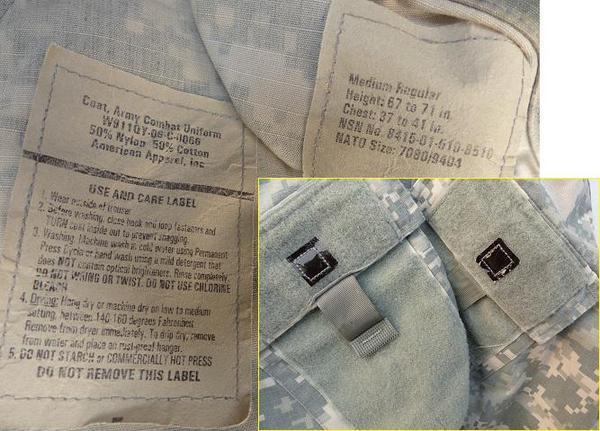 Coat, Army Combat Uniform
W911QY-06-C-0066
50% Nylon 50% Cotton
American Apparel, Inc
USE AND CARE LABEL
1. Wear outside of trouser
2. Before washing, close hook and loop fasteners and
TURN coat inside out to prevent snagging.
3. Washing: Machine wash in cold water using Permanent
Press Cycle or hand wash using a mild detergent that
does NOT contain optical brighteners. Rinse completely.
DO NOT WRING OR TWIST. DO NOT USE CHLORINE
BLEACH
4. Drying: Hang dry or machine dry on low to medium
setting, between 140-160 degrees Fahrenheit
Remove from dryer immediately. To drip dry, remove
from water and place on rust-proof hanger.
5. DO NOT STARCH or COMMERCIALLY HOT PRESS
DO NOT REMOVE THIS LABEL
Medium Regular
Height: 67 to 71 in.
Chest: 37 to 41 in.
NSN No. 8415-01-519-8510
NATO Size: 7080/9404